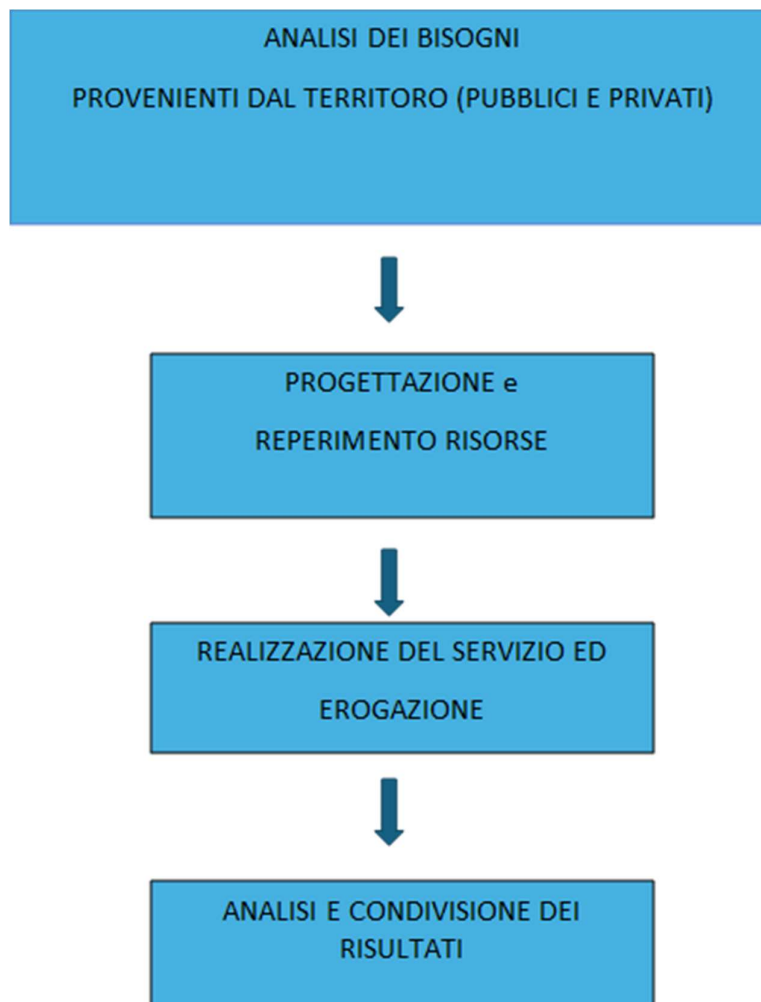 ANALISI DEI BISOGNI
PROVENIENTI DAL TERRITORO (PUBBLICI E PRIVATI)
PROGETTAZIONE e
REPERIMENTO RISORSE
REALIZZAZIONE DEL SERVIZIO ED
EROGAZIONE
ANALISI E CONDIVISIONE DEI
RISULTATI